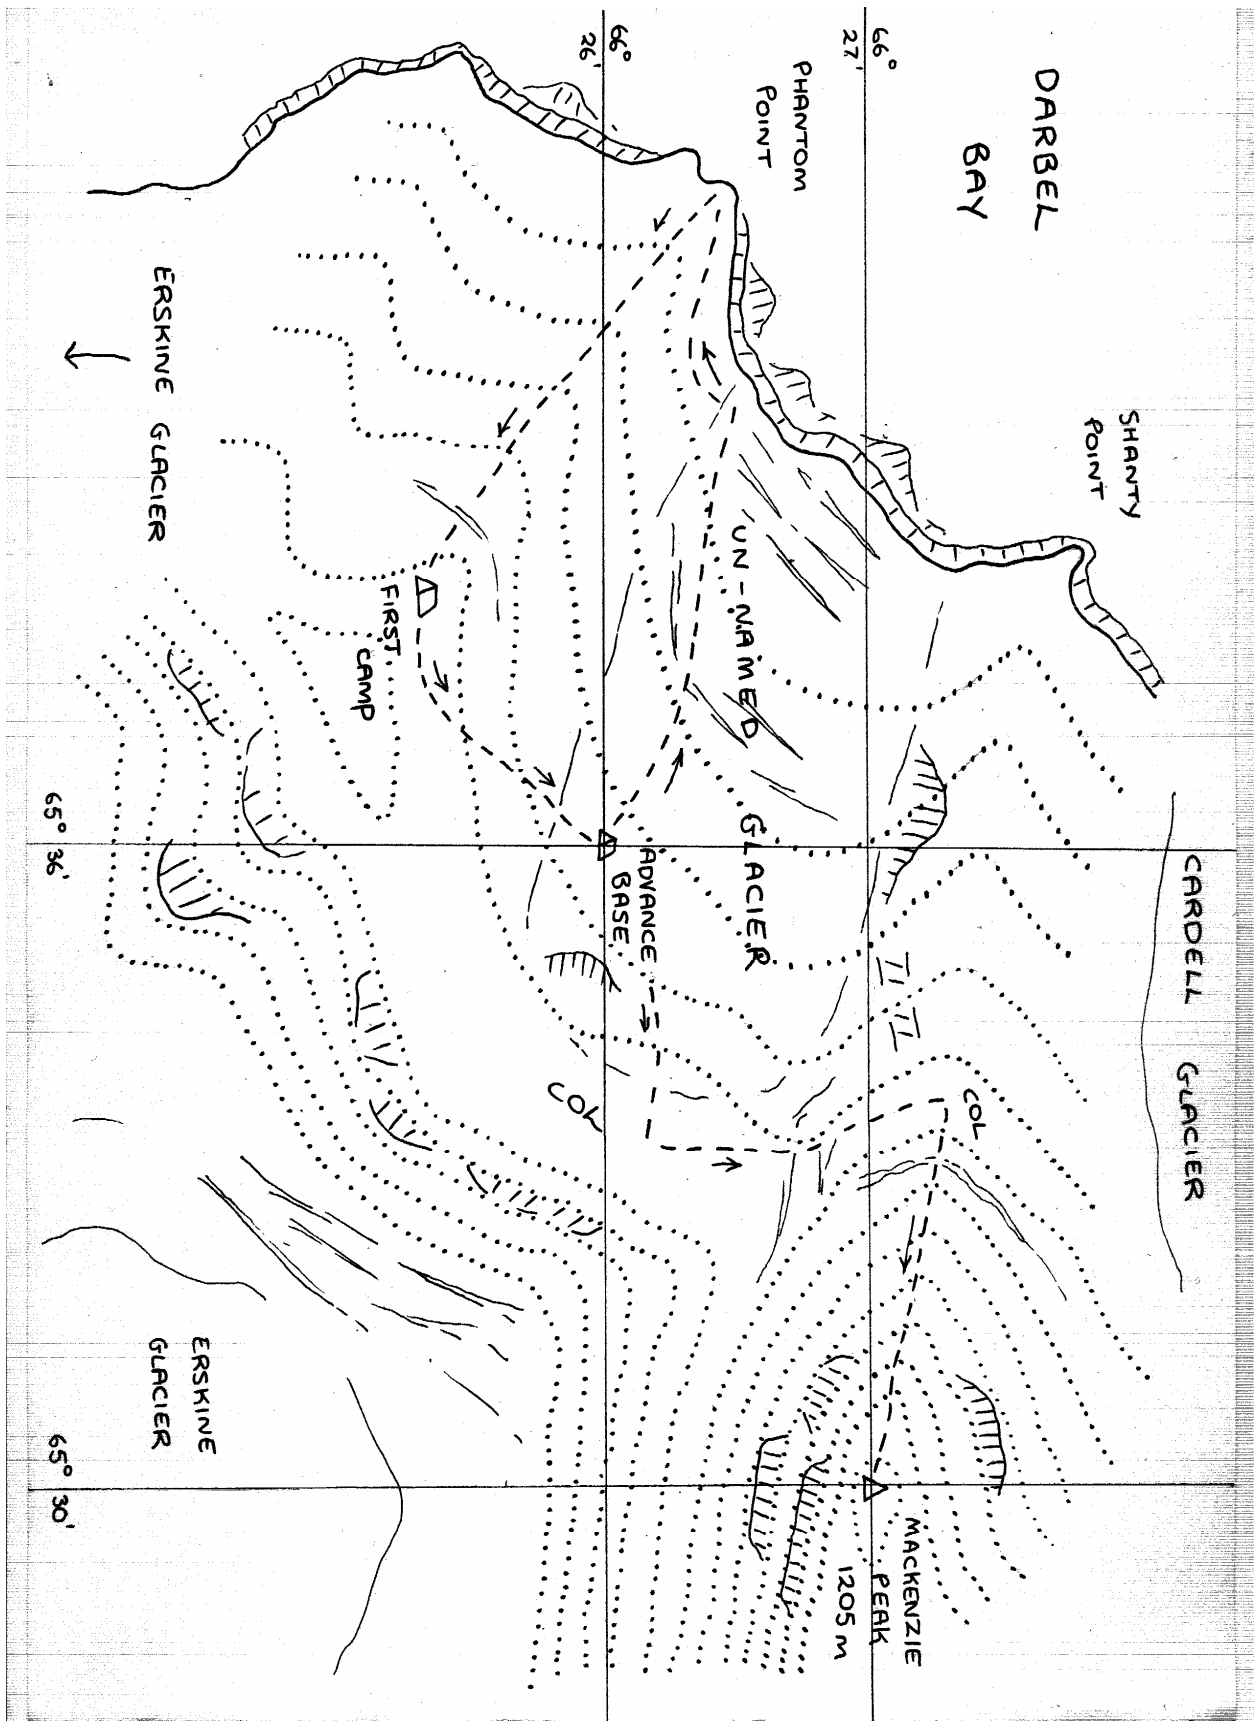 CARDELL GLACIER
SHANTY
POINT
DARBEL
BAY
COL
MACKENZIE
PEAK
1205 M
66°
27'
PHANTOM
POINT
UN-NAMED GLACIER
ADVANCE
BASE
66°
26'
COL
FIRST
CAMP
ERSKINE GLACIER
ERSKINE
GLACIER
65° 36'
65° 30'